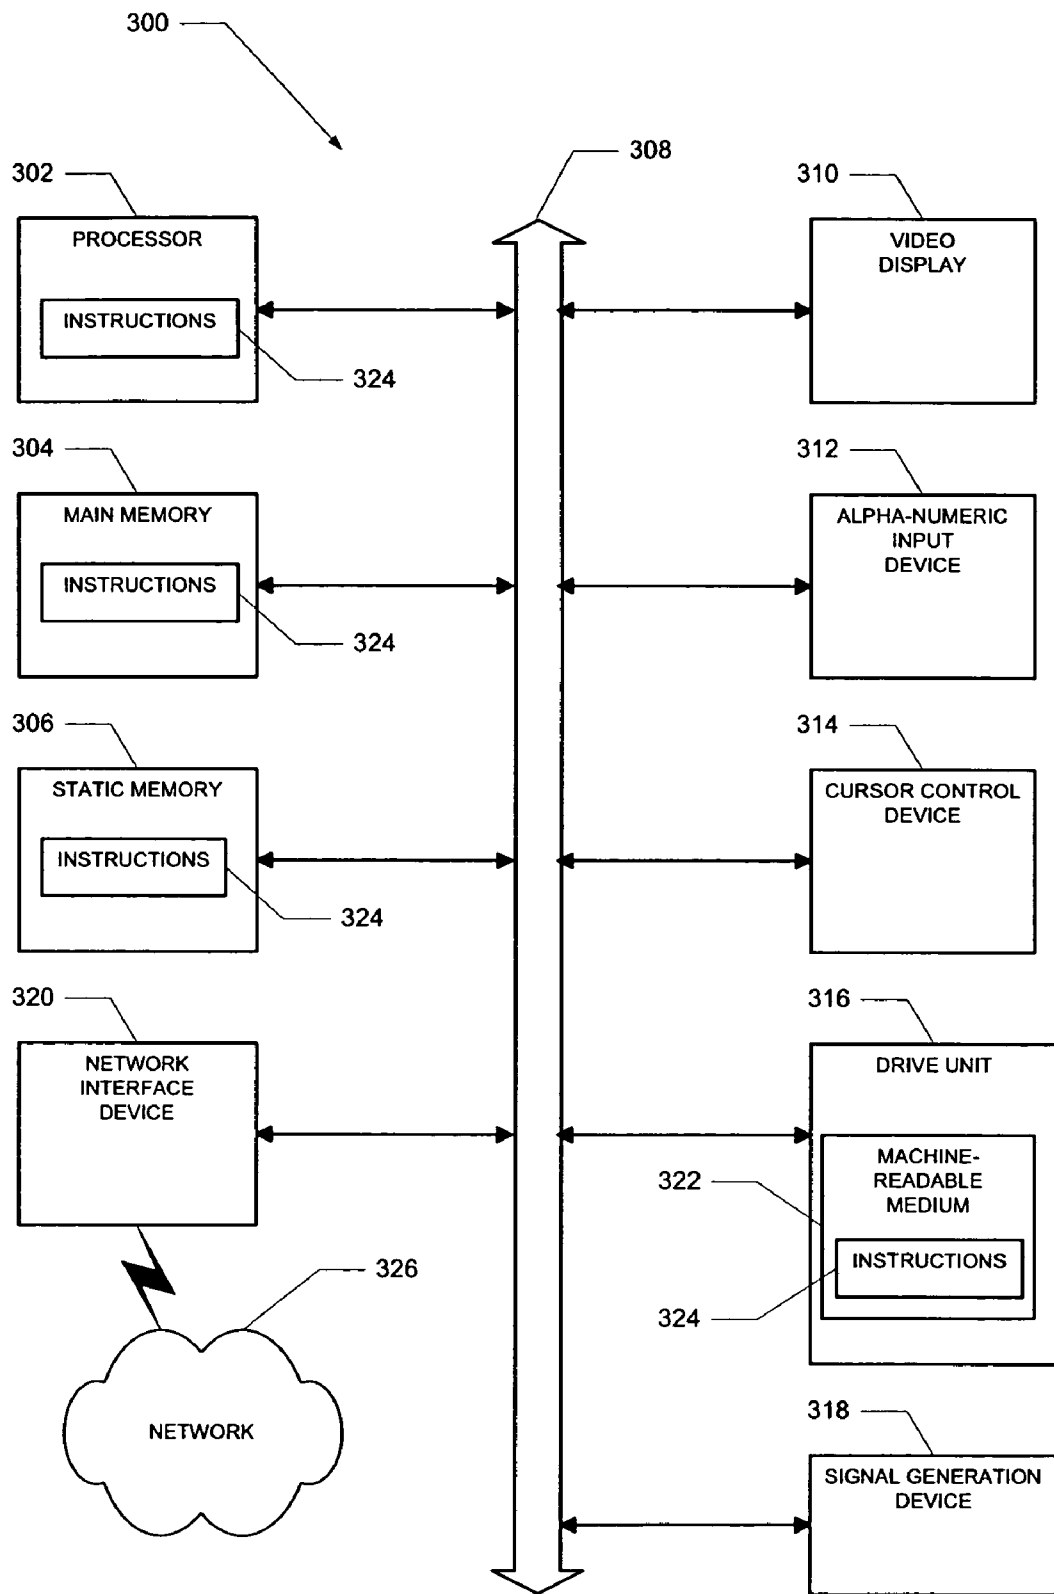 300
308
302
PROCESSOR
INSTRUCTIONS
324
310
VIDEO
DISPLAY
304
MAIN MEMORY
INSTRUCTIONS
324
312
ALPHA-NUMERIC
INPUT
DEVICE
306
STATIC MEMORY
INSTRUCTIONS
324
314
CURSOR CONTROL
DEVICE
320
NETWORK
INTERFACE
DEVICE
316
DRIVE UNIT
322
MACHINE-
READABLE
MEDIUM
INSTRUCTIONS
324
326
NETWORK
318
SIGNAL GENERATION
DEVICE